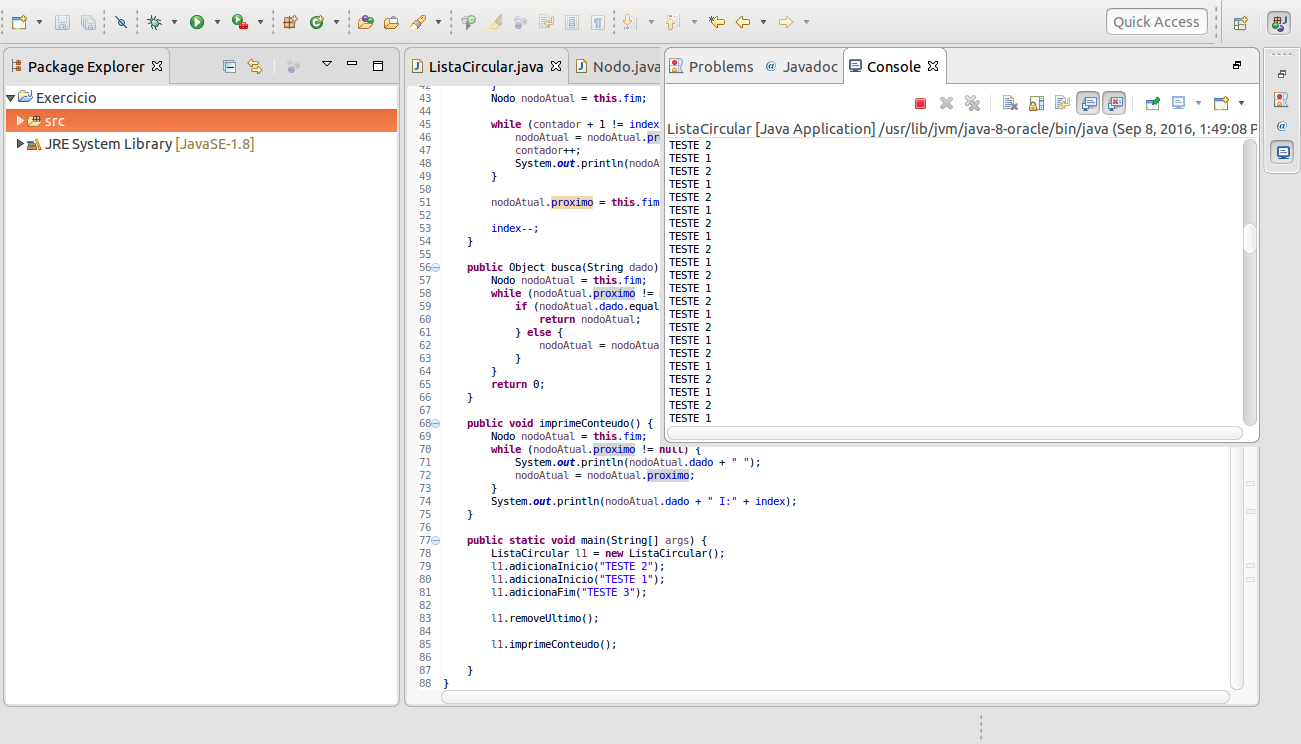 Quick Access
Package Explorer
Exercicio
src
JRE System Library [JavaSE-1.8]
ListaCircular.java
Nodo.java
42 }
43 Nodo nodoAtual = this.fim;
44
45 while (contador + 1 != index
46 nodoAtual = nodoAtual.pr
47 contador++;
48 System.out.println(nodoA
49 }
50
51 nodoAtual.proximo = this.fim
52
53 index--;
54 }
55
56 public Object busca(String dado)
57 Nodo nodoAtual = this.fim;
58 while (nodoAtual.proximo !=
59 if (nodoAtual.dado.equal
60 return nodoAtual;
61 } else {
62 nodoAtual = nodoAtua
63 }
64 }
65 return 0;
66 }
67
68 public void imprimeConteudo() {
69 Nodo nodoAtual = this.fim;
70 while (nodoAtual.proximo != null) {
71 System.out.println(nodoAtual.dado + " ");
72 nodoAtual = nodoAtual.proximo;
73 }
74 System.out.println(nodoAtual.dado + " I:" + index);
75 }
76
77 public static void main(String[] args) {
78 ListaCircular l1 = new ListaCircular();
79 l1.adicionaInicio("TESTE 2");
80 l1.adicionaInicio("TESTE 1");
81 l1.adicionaFim("TESTE 3");
82
83 l1.removeUltimo();
84
85 l1.imprimeConteudo();
86
87 }
88 }
Problems
Javadoc
Console
ListaCircular [Java Application] /usr/lib/jvm/java-8-oracle/bin/java (Sep 8, 2016, 1:49:08 P
TESTE 2
TESTE 1
TESTE 2
TESTE 1
TESTE 2
TESTE 1
TESTE 2
TESTE 1
TESTE 2
TESTE 1
TESTE 2
TESTE 1
TESTE 2
TESTE 1
TESTE 2
TESTE 1
TESTE 2
TESTE 1
TESTE 2
TESTE 1
TESTE 2
TESTE 1